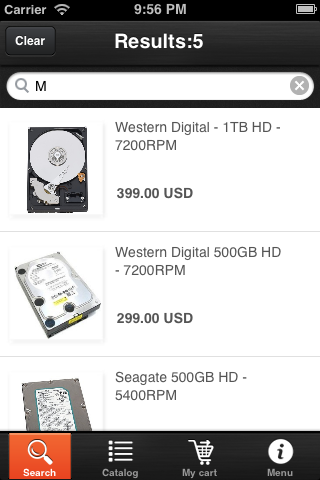 Carrier 9:56 PM
Clear Results:5
M
Western Digital - 1TB HD -
7200RPM
399.00 USD
Western Digital 500GB HD
- 7200RPM
299.00 USD
Seagate 500GB HD -
5400RPM
Search Catalog My cart Menu